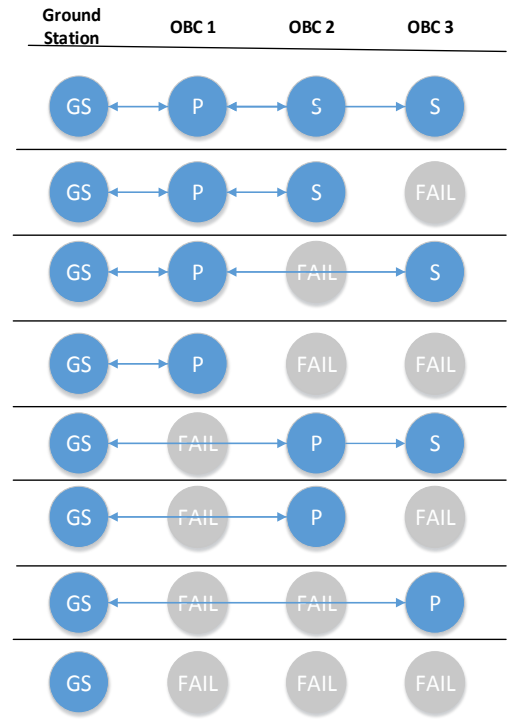 Ground Station OBC 1 OBC 2 OBC 3
GS P S S
GS P S FAIL
GS P FAIL S
GS P FAIL FAIL
GS FAIL P S
GS FAIL P FAIL
GS FAIL FAIL P
GS FAIL FAIL FAIL